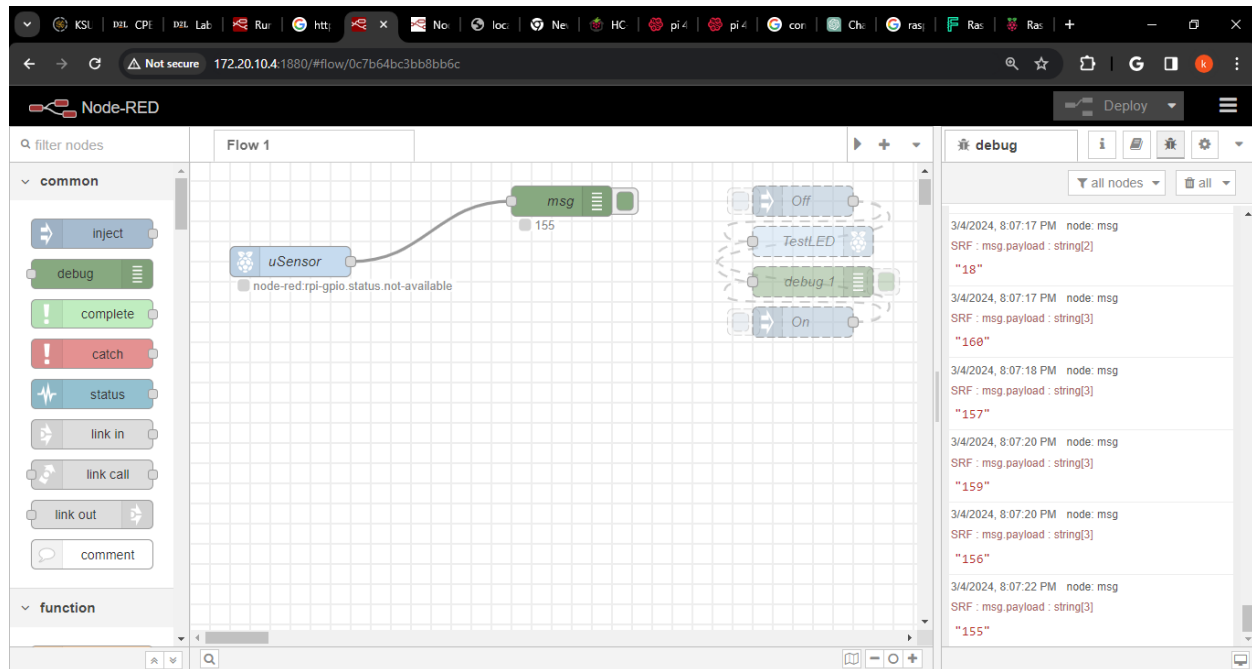 KSU
D2L CPE
D2L Lab
Rur
http
Noi
loca
Nev
HC
pi 4
pi 4
con
Cha
rasp
Ras
Ras
Not secure 172.20.10.4:1880/#flow/0c7b64bc3bb8bb6c
k
Node-RED
Deploy
filter nodes
common
inject
debug
complete
catch
status
link in
link call
link out
comment
function
Flow 1
msg
155
uSensor
node-red:rpi-gpio.status.not-available
Off
TestLED
debug 1
On
debug
i
all nodes
all
3/4/2024, 8:07:17 PM node: msg
SRF : msg.payload : string[2]
"18"
3/4/2024, 8:07:17 PM node: msg
SRF : msg.payload : string[3]
"160"
3/4/2024, 8:07:18 PM node: msg
SRF : msg.payload : string[3]
"157"
3/4/2024, 8:07:20 PM node: msg
SRF : msg.payload : string[3]
"159"
3/4/2024, 8:07:20 PM node: msg
SRF : msg.payload : string[3]
"156"
3/4/2024, 8:07:22 PM node: msg
SRF : msg.payload : string[3]
"155"